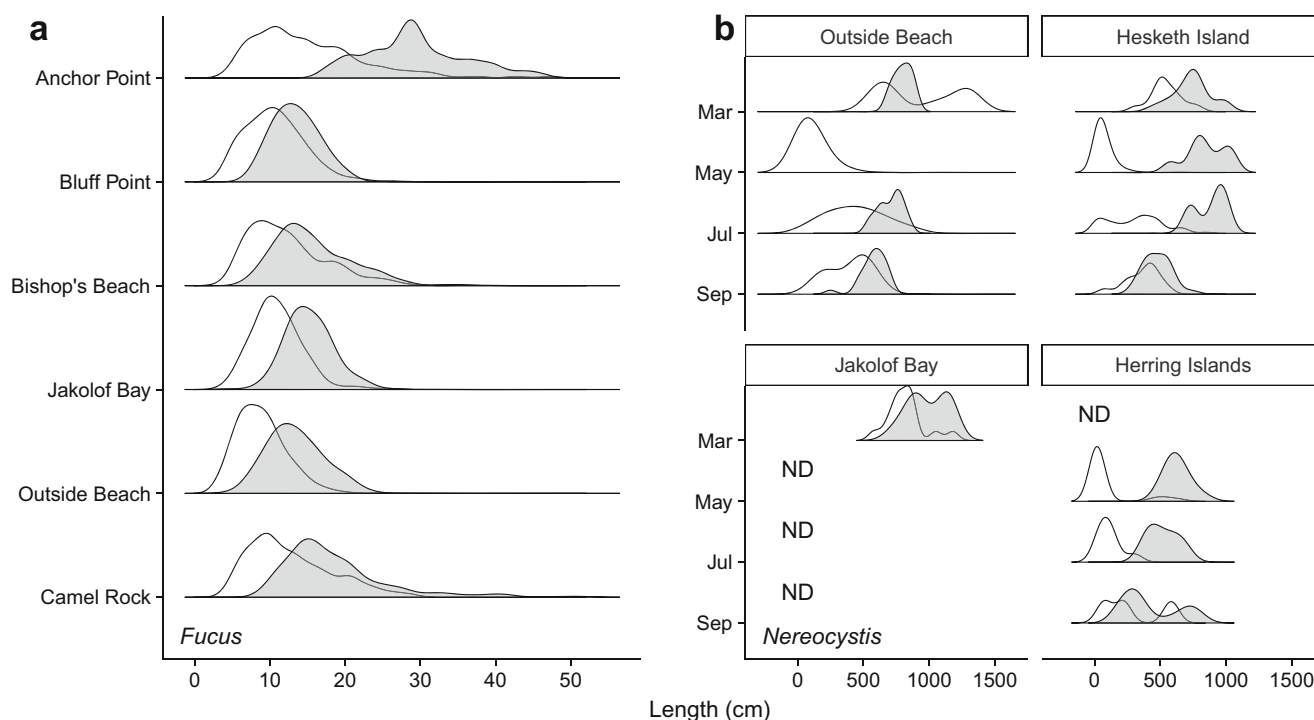 a
Anchor Point
Bluff Point
Bishop's Beach
Jakolof Bay
Outside Beach
Camel Rock
Fucus
0 10 20 30 40 50
b
Outside Beach
Mar
May
Jul
Sep
Hesketh Island
Jakolof Bay
Mar
ND
May
ND
Jul
ND
Sep
Nereocystis
Herring Islands
ND
0 500 1000 1500
0 500 1000 1500
Length (cm)